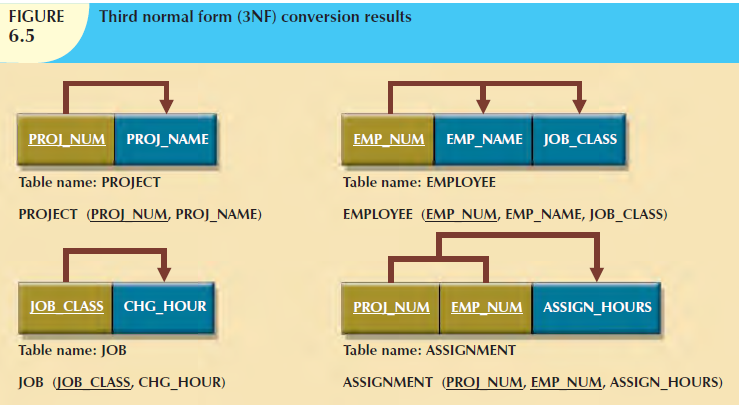 FIGURE
6.5
Third normal form (3NF) conversion results
PROJ_NUM PROJ_NAME
Table name: PROJECT
PROJECT (PROJ_NUM, PROJ_NAME)
EMP_NUM EMP_NAME JOB_CLASS
Table name: EMPLOYEE
EMPLOYEE (EMP_NUM, EMP_NAME, JOB_CLASS)
JOB_CLASS CHG_HOUR
Table name: JOB
JOB (JOB_CLASS, CHG_HOUR)
PROJ_NUM EMP_NUM ASSIGN_HOURS
Table name: ASSIGNMENT
ASSIGNMENT (PROJ_NUM, EMP_NUM, ASSIGN_HOURS)